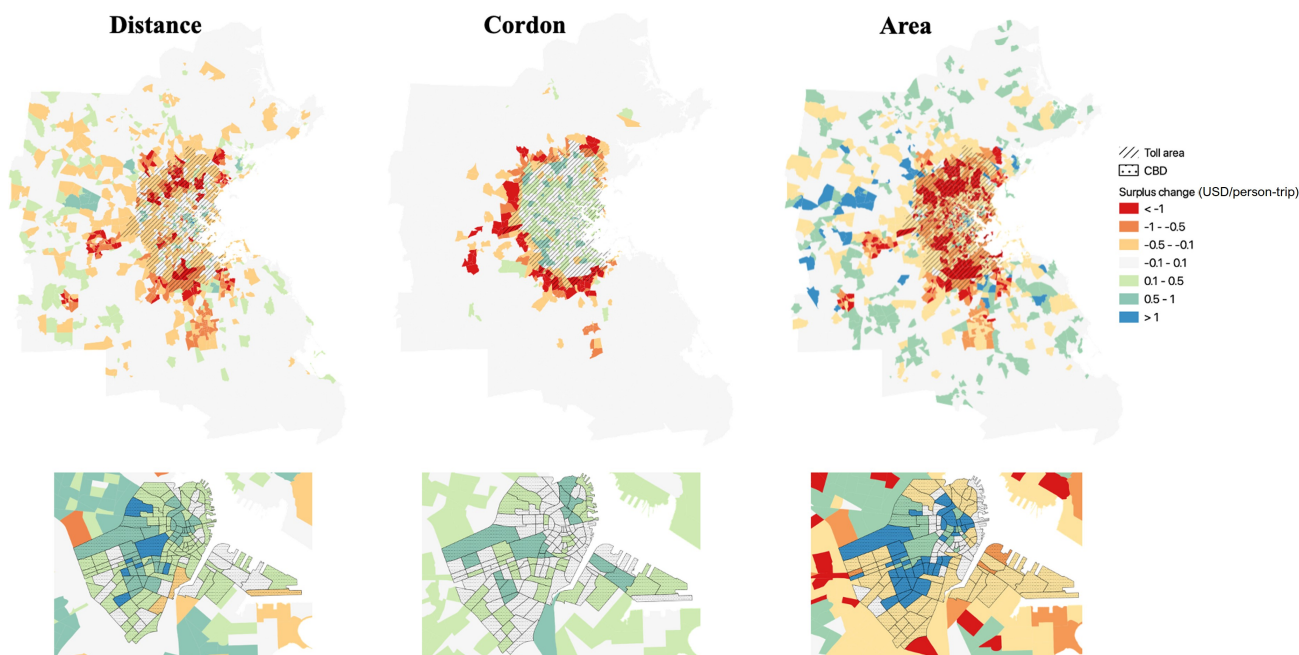 Distance
Cordon
Area
Toll area
CBD
Surplus change (USD/person-trip)
< -1
-1 - -0.5
-0.5 - -0.1
-0.1 - 0.1
0.1 - 0.5
0.5 - 1
> 1